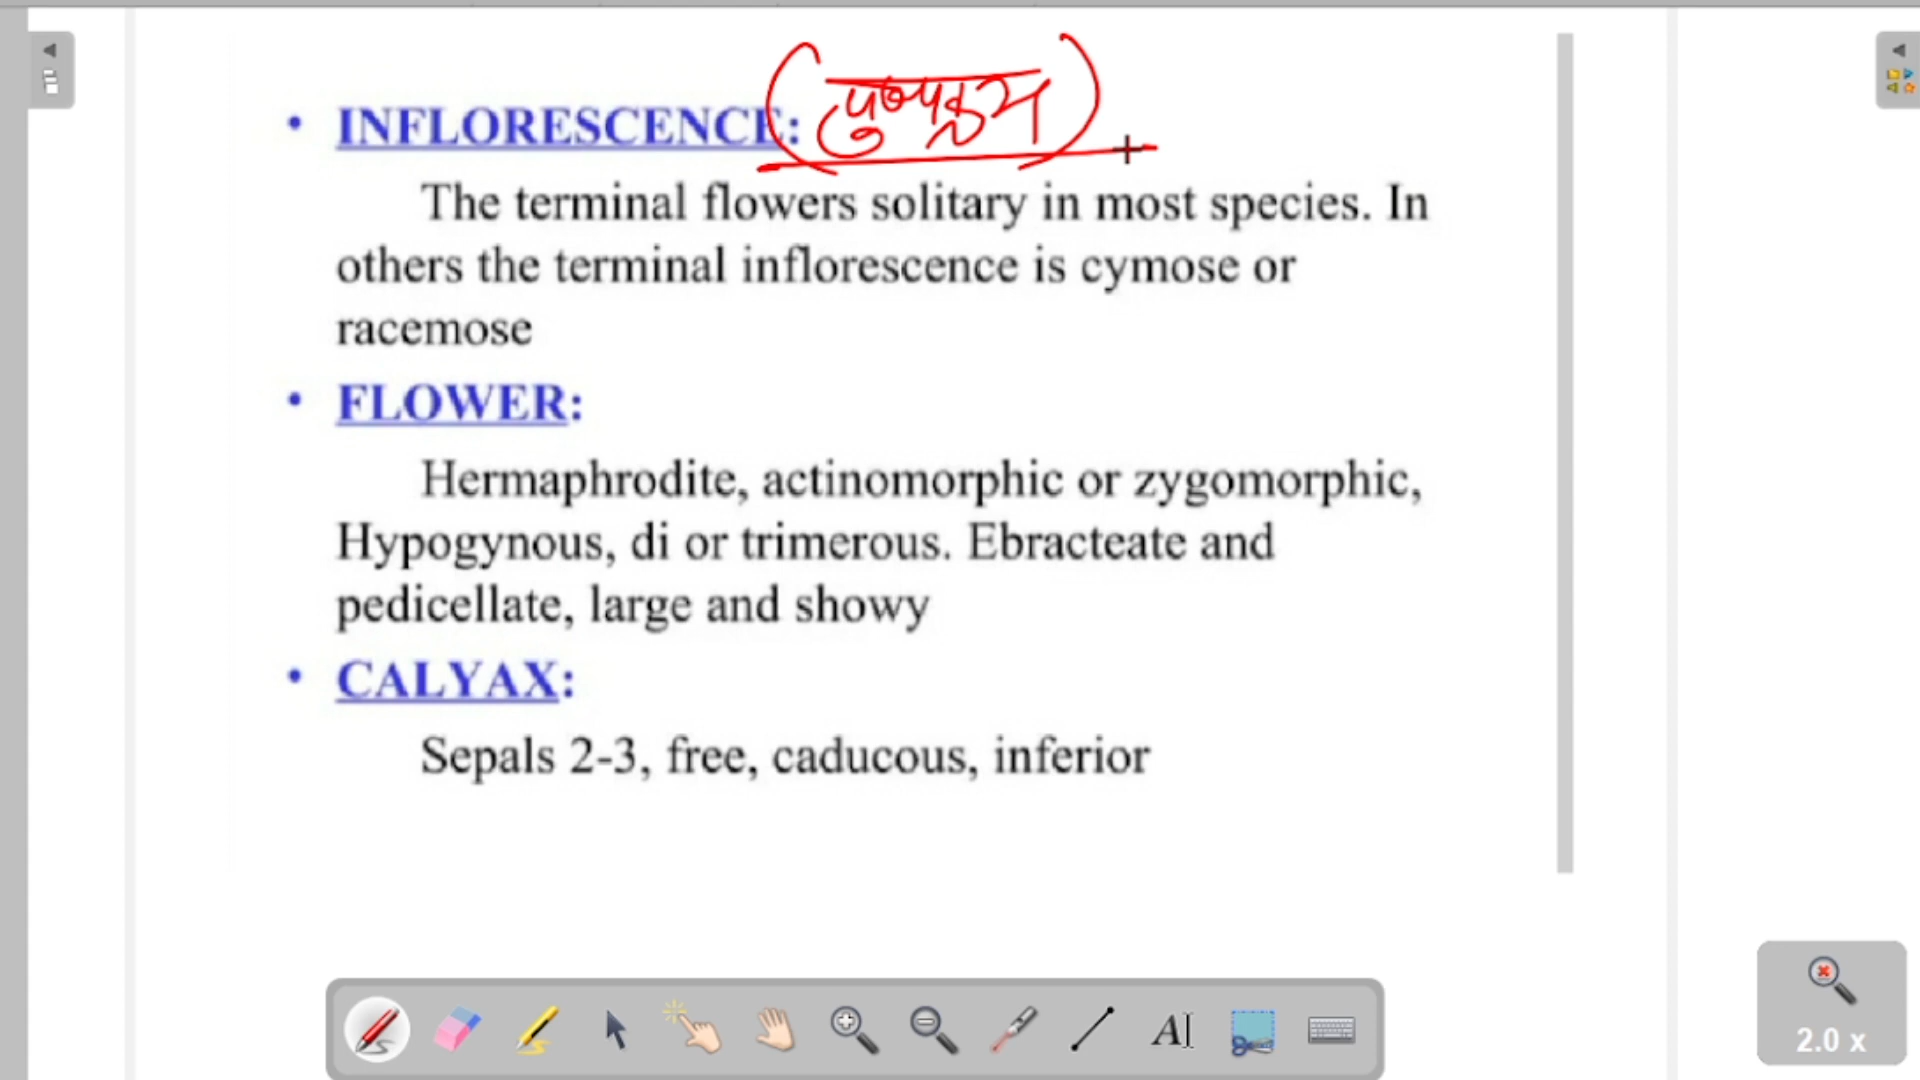 • INFLORESCENCE:
The terminal flowers solitary in most species. In
others the terminal inflorescence is cymose or
racemose
• FLOWER:
Hermaphrodite, actinomorphic or zygomorphic,
Hypogynous, di or trimerous. Ebracteate and
pedicellate, large and showy
• CALYAX:
Sepals 2-3, free, caducous, inferior
2.0 x